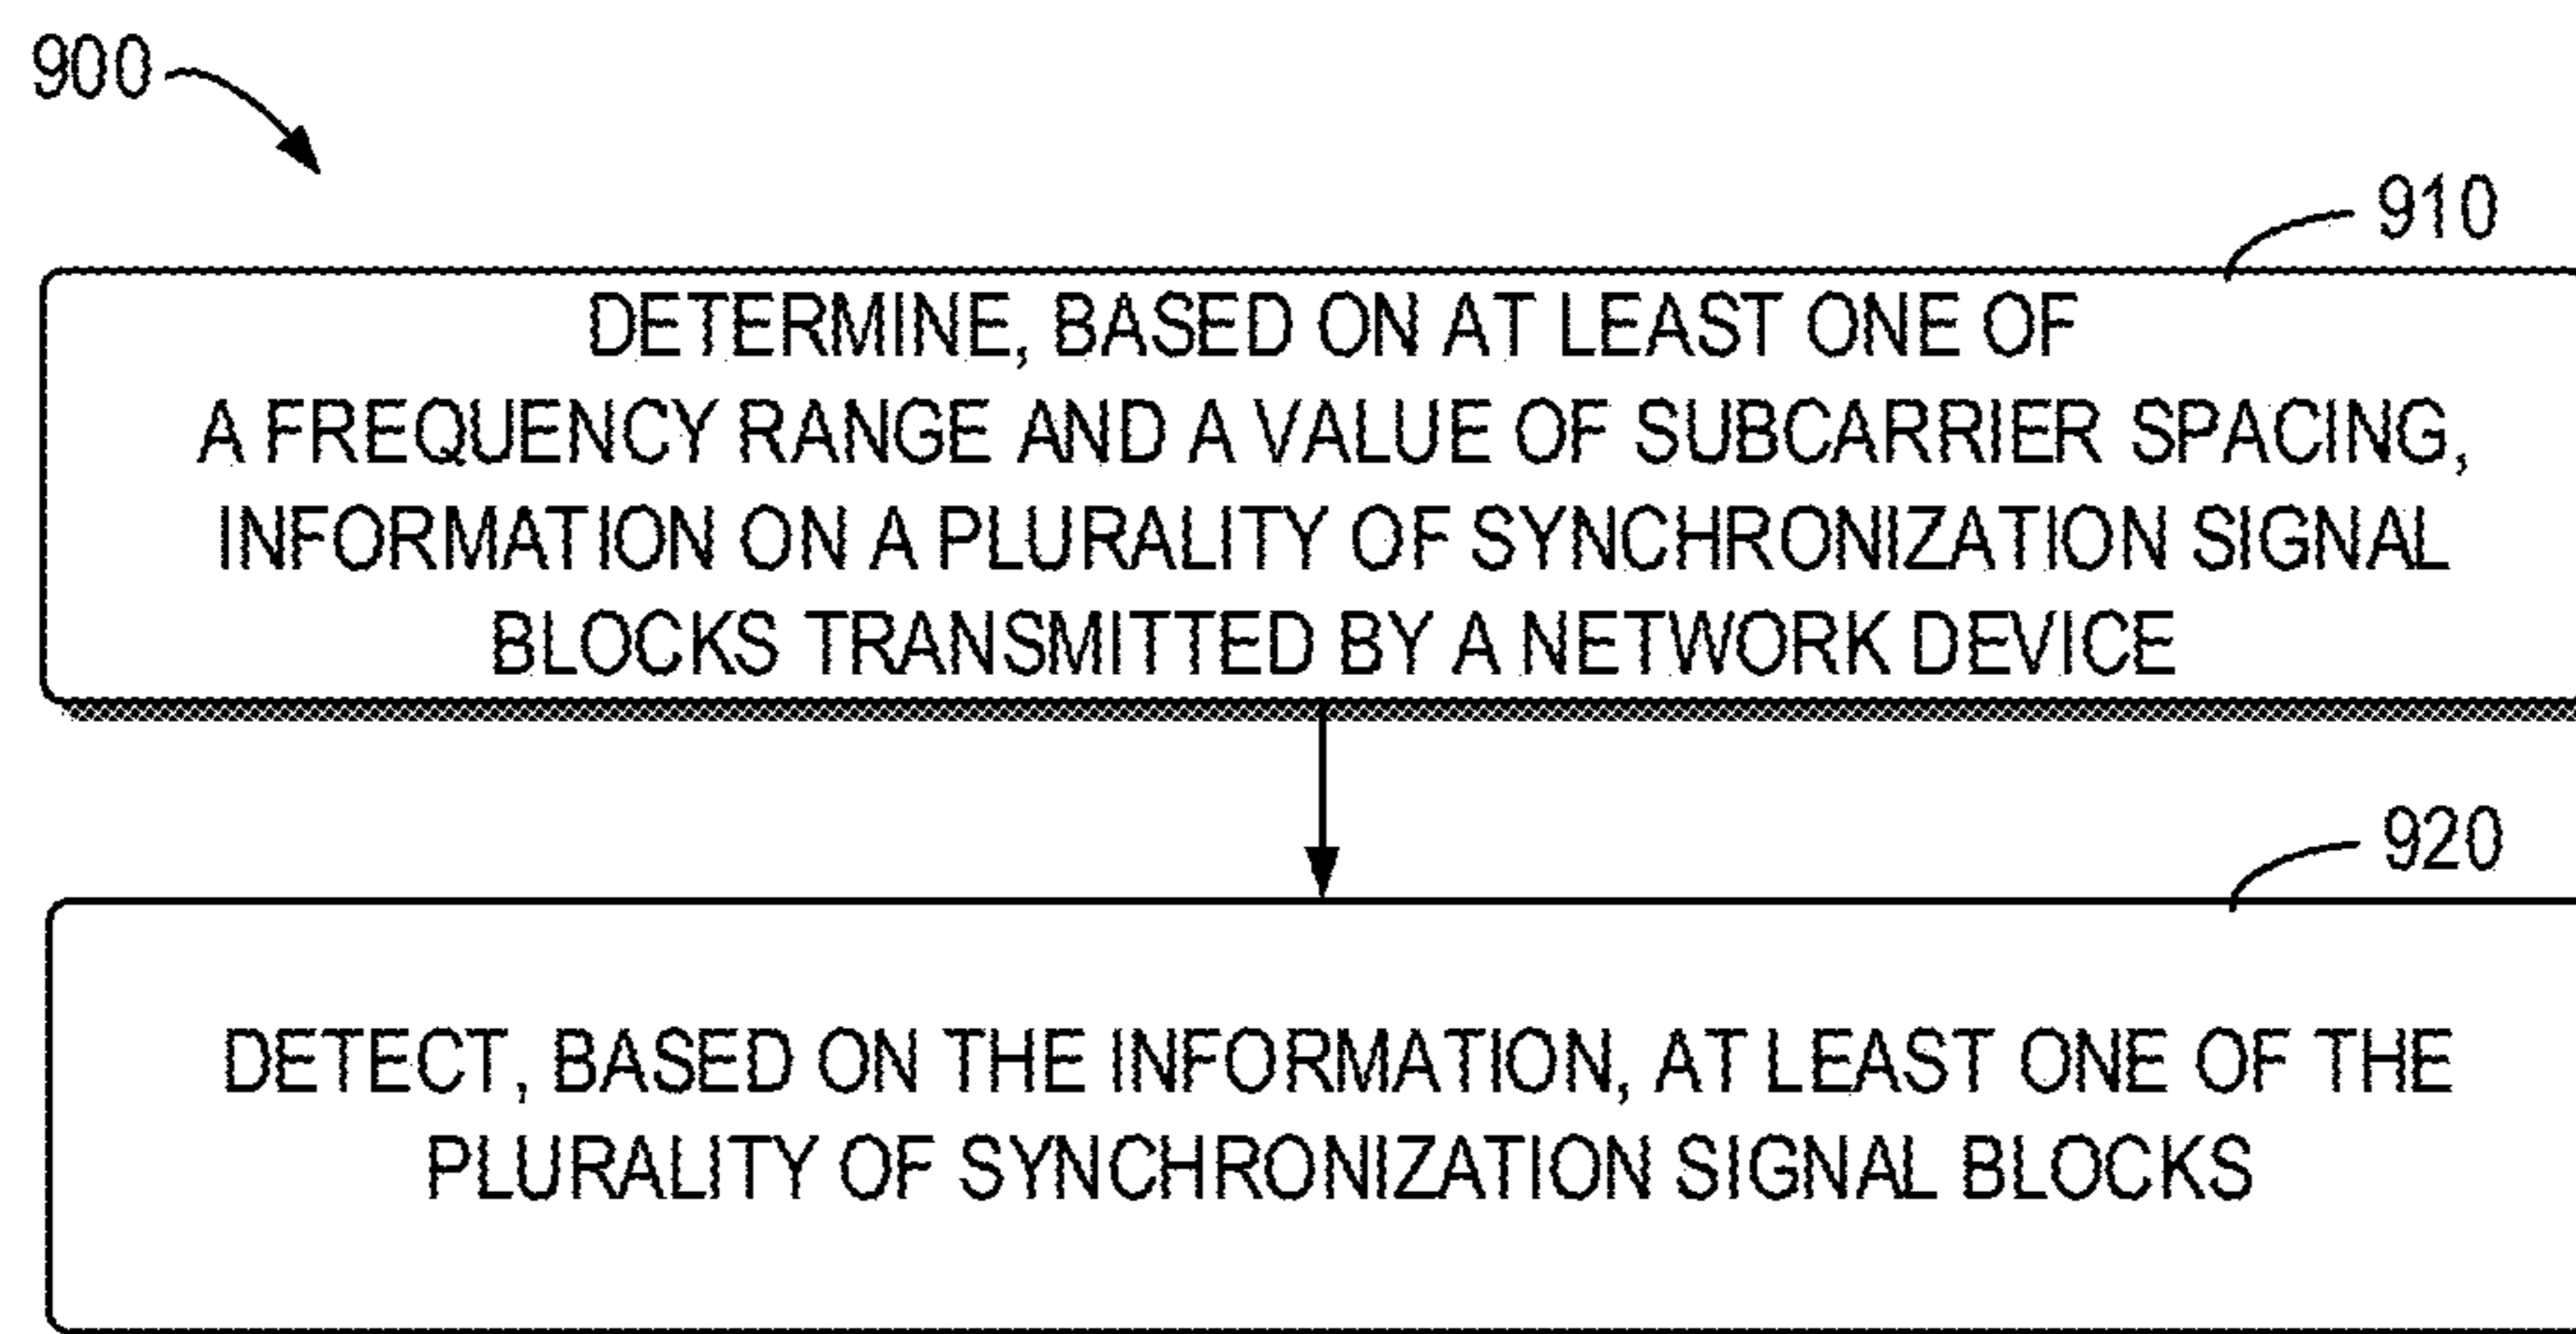 900
910
DETERMINE, BASED ON AT LEAST ONE OF
A FREQUENCY RANGE AND A VALUE OF SUBCARRIER SPACING,
INFORMATION ON A PLURALITY OF SYNCHRONIZATION SIGNAL
BLOCKS TRANSMITTED BY A NETWORK DEVICE
920
DETECT, BASED ON THE INFORMATION, AT LEAST ONE OF THE
PLURALITY OF SYNCHRONIZATION SIGNAL BLOCKS